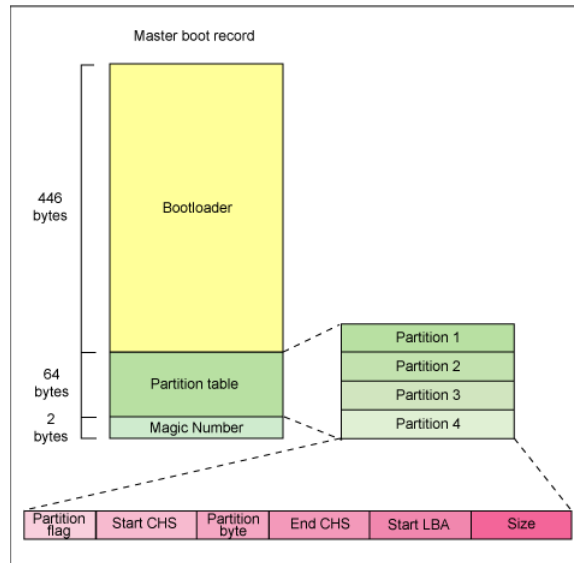 Master boot record
446
bytes
Bootloader
64
bytes
Partition table
2
bytes
Magic Number
Partition 1
Partition 2
Partition 3
Partition 4
Partition
flag
Start CHS
Partition
byte
End CHS
Start LBA
Size